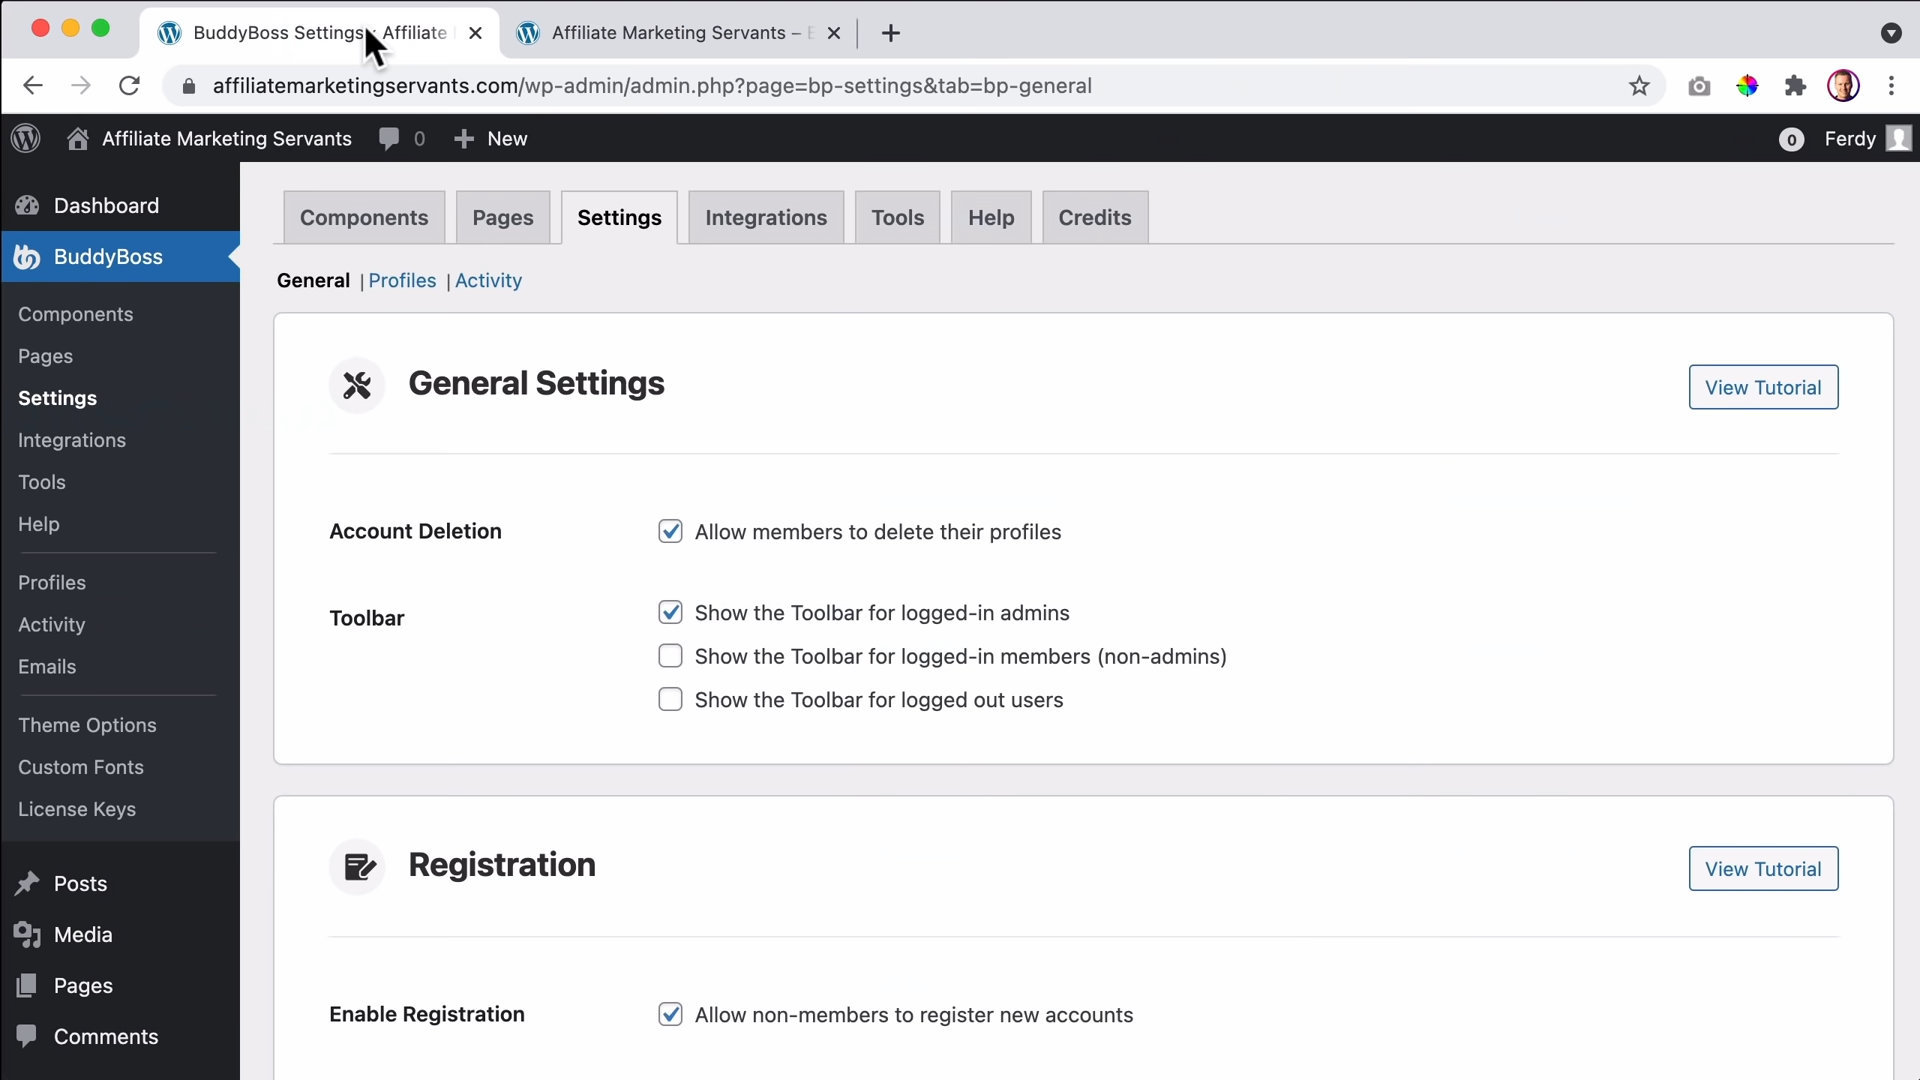 BuddyBoss Settings ‹ Affiliate
Affiliate Marketing Servants –
affiliatemarketingservants.com/wp-admin/admin.php?page=bp-settings&tab=bp-general
Affiliate Marketing Servants
0
New
0
Ferdy
Dashboard
BuddyBoss
Components
Pages
Settings
Integrations
Tools
Help
Profiles
Activity
Emails
Theme Options
Custom Fonts
License Keys
Posts
Media
Pages
Comments
Components
Pages
Settings
Integrations
Tools
Help
Credits
General | Profiles | Activity
General Settings
View Tutorial
Account Deletion
Allow members to delete their profiles
Toolbar
Show the Toolbar for logged-in admins
Show the Toolbar for logged-in members (non-admins)
Show the Toolbar for logged out users
Registration
View Tutorial
Enable Registration
Allow non-members to register new accounts